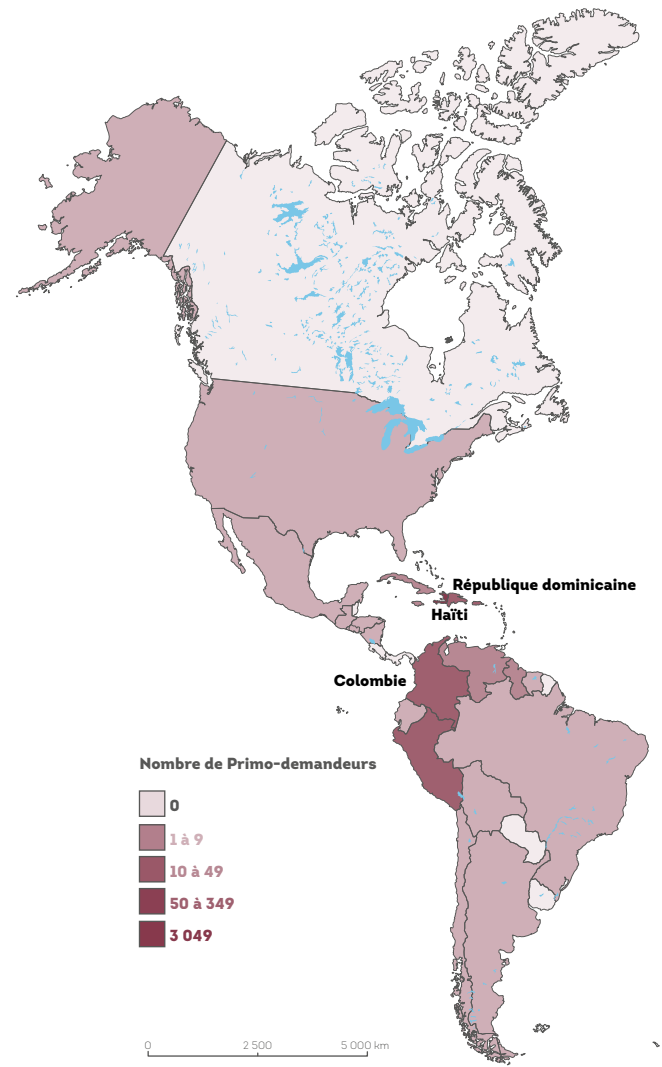 République dominicaine
Haïti
Colombie
Nombre de Primo-demandeurs
0
1 à 9
10 à 49
50 à 349
3 049
0 2 500 5 000 km